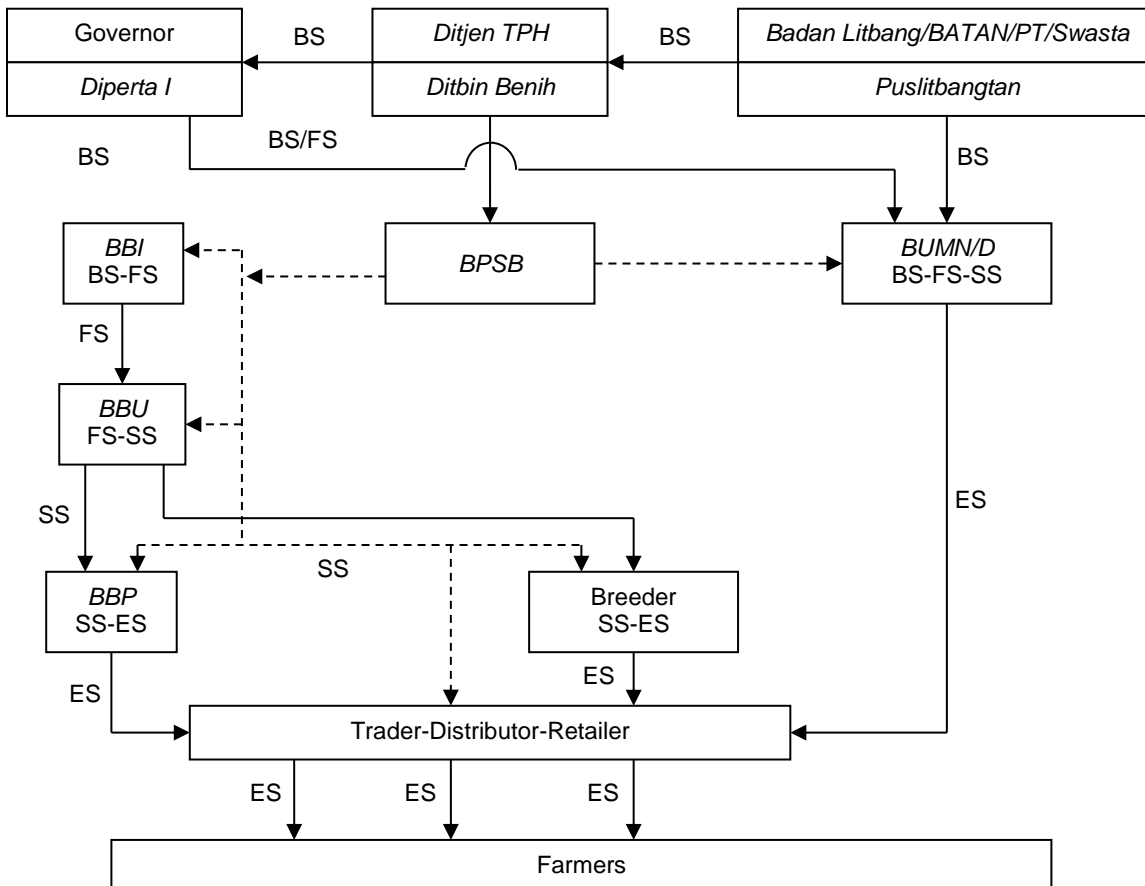 Governor
BS
Ditjen TPH
BS
Badan Litbang/BATAN/PT/Swasta
Diperta I
Ditbin Benih
Puslitbangtan
BS
BS/FS
BS
BBI
BS-FS
BPSB
BUMN/D
BS-FS-SS
FS
BBU
FS-SS
SS
ES
SS
BBP
SS-ES
Breeder
SS-ES
ES
ES
Trader-Distributor-Retailer
ES
ES
ES
Farmers